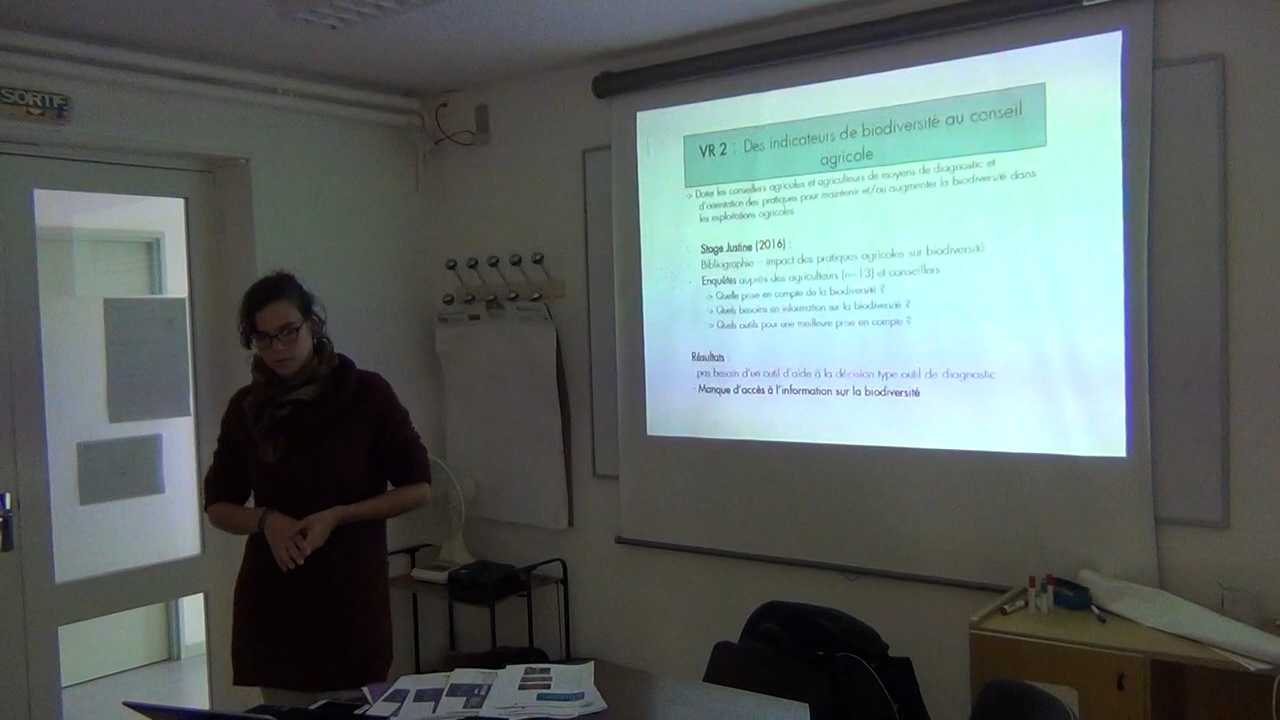 SORTIE
VR 2 : Des indicateurs de biodiversité au conseil
agricole
> Doter les conseillers agricoles et agriculteurs de moyens de diagnostic et
d'orientation des pratiques pour maintenir et/ou augmenter la biodiversité dans
les exploitations agricoles
Stage Justine (2016) :
Bibliographie – impact des pratiques agricoles sur biodiversité
- Enquêtes auprès des agriculteurs (n=13) et conseillers
> Quelle prise en compte de la biodiversité ?
> Quels besoins en information sur la biodiversité ?
> Quels outils pour une meilleure prise en compte ?
Résultats :
pas besoin d'un outil d'aide à la décision type outil de diagnostic
- Manque d'accès à l'information sur la biodiversité